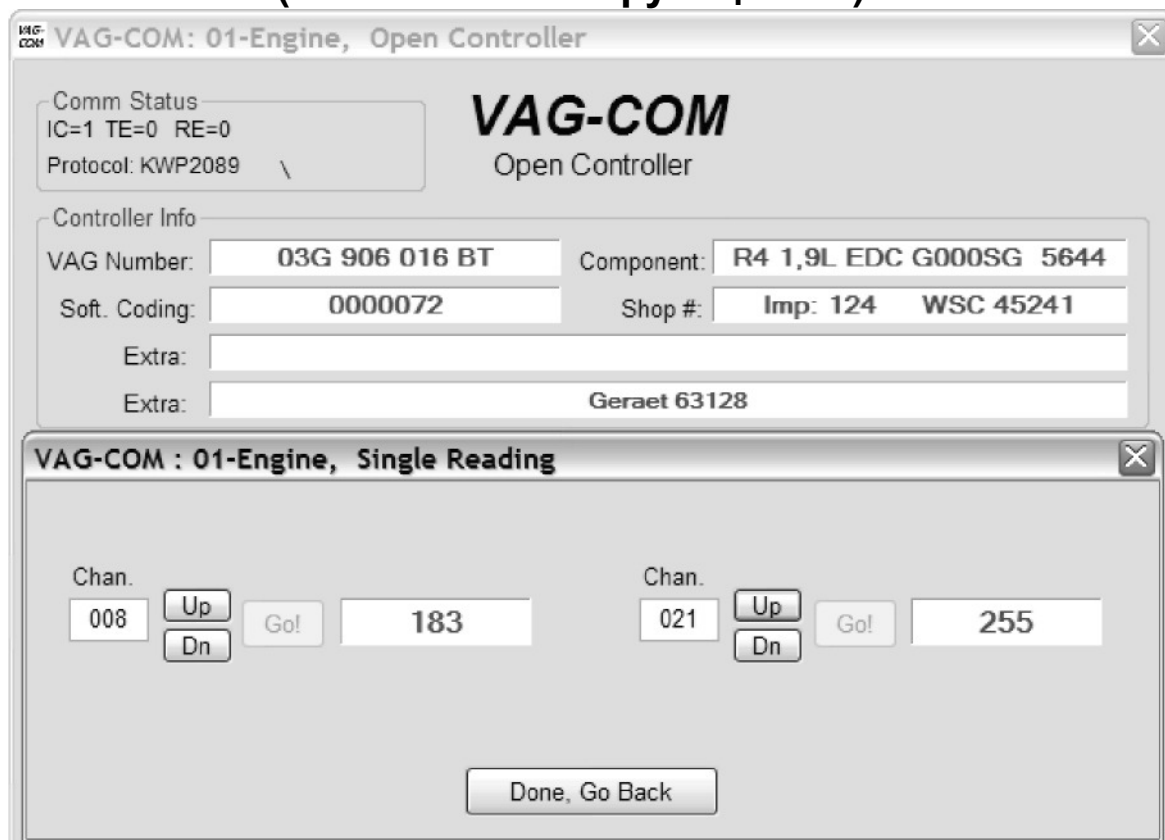 VAG-COM: 01-Engine, Open Controller
Comm Status
IC=1 TE=0 RE=0
Protocol: KWP2089 \
VAG-COM
Open Controller
Controller Info
VAG Number: 03G 906 016 BT Component: R4 1,9L EDC G000SG 5644
Soft. Coding: 0000072 Shop #: Imp: 124 WSC 45241
Extra:
Extra: Geraet 63128
VAG-COM : 01-Engine, Single Reading
Chan. Chan.
008 Up Dn Go! 183 021 Up Dn Go! 255
Done, Go Back